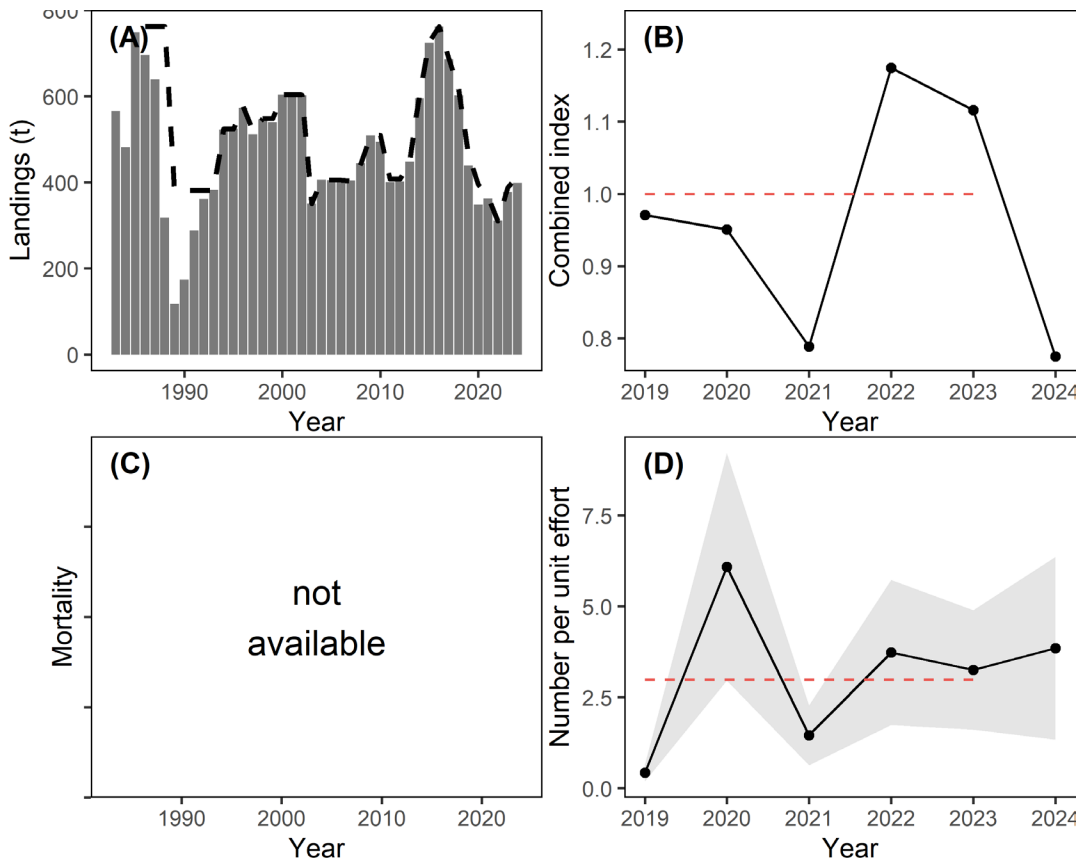 (A)
800
600
400
200
0
Landings (t)
1990 2000 2010 2020
Year
(B)
1.2
1.1
1.0
0.9
0.8
Combined index
2019 2020 2021 2022 2023 2024
Year
(C)
not
available
Mortality
1990 2000 2010 2020
Year
(D)
7.5
5.0
2.5
0.0
Number per unit effort
2019 2020 2021 2022 2023 2024
Year